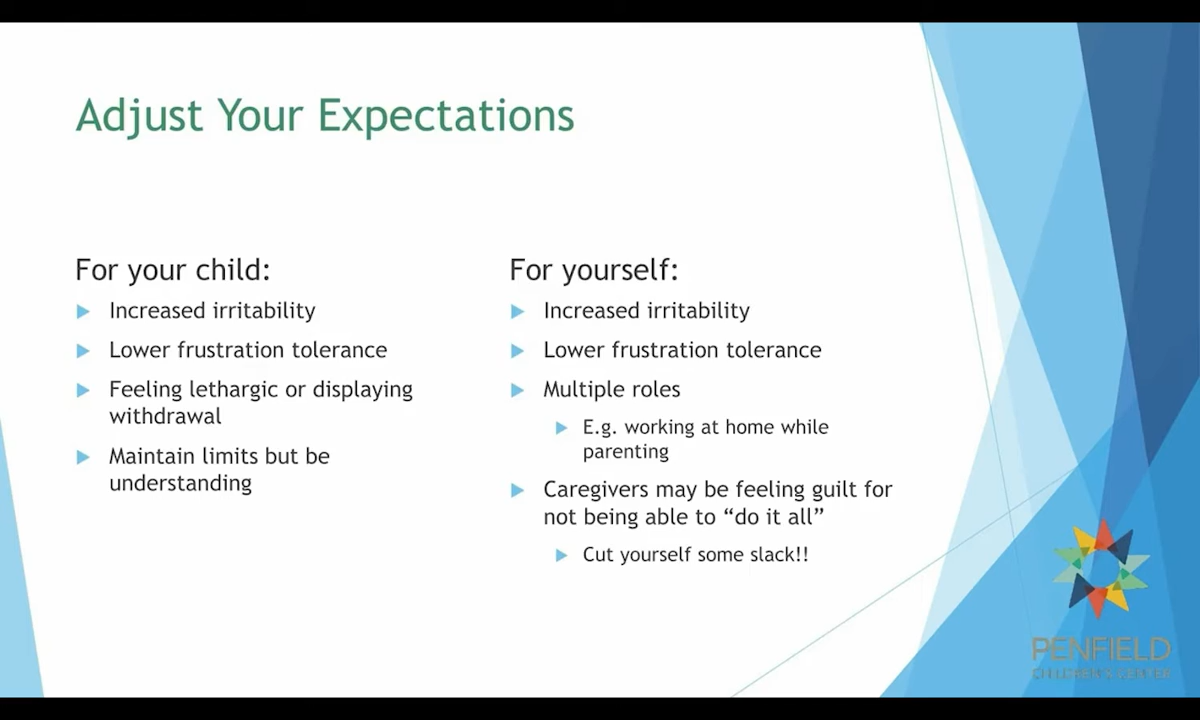 Adjust Your Expectations
For your child:
Increased irritability
Lower frustration tolerance
Feeling lethargic or displaying
withdrawal
Maintain limits but be
understanding
For yourself:
Increased irritability
Lower frustration tolerance
Multiple roles
E.g. working at home while
parenting
Caregivers may be feeling guilt for
not being able to “do it all”
Cut yourself some slack!!
PENFIELD
CHILDREN'S CENTER